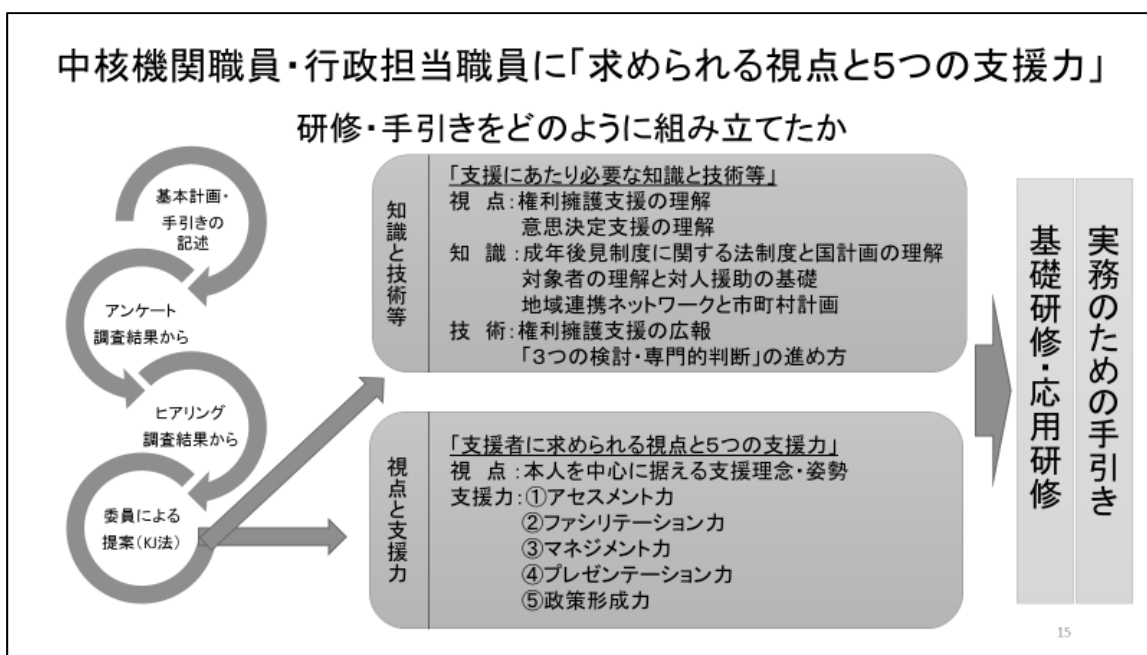 中核機関職員・行政担当職員に「求められる視点と5つの支援力」
研修・手引きをどのように組み立てたか
基本計画・
手引きの
記述
アンケート
調査結果から
ヒアリング
調査結果から
委員による
提案(KJ法)
知識と技術等
「支援にあたり必要な知識と技術等」
視 点:権利擁護支援の理解
意思決定支援の理解
知 識:成年後見制度に関する法制度と国計画の理解
対象者の理解と対人援助の基礎
地域連携ネットワークと市町村計画
技 術:権利擁護支援の広報
「3つの検討・専門的判断」の進め方
視点と支援力
「支援者に求められる視点と5つの支援力」
視 点:本人を中心に据える支援理念・姿勢
支援力:①アセスメント力
②ファシリテーション力
③マネジメント力
④プレゼンテーション力
⑤政策形成力
実務のための手引き
基礎研修・応用研修
15